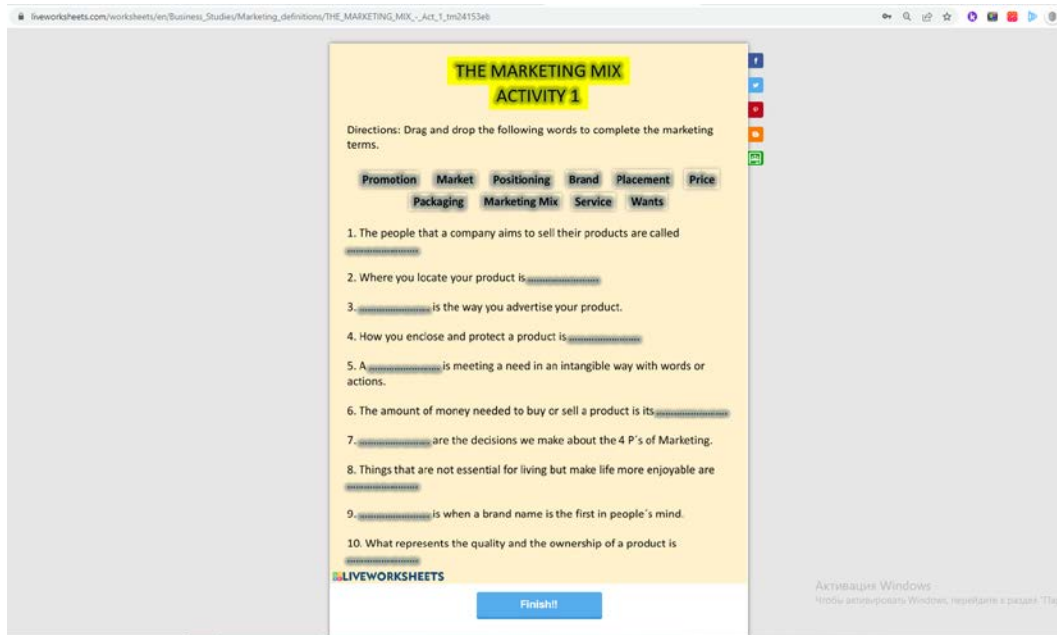 liveworksheets.com/worksheets/en/Business_Studies/Marketing_definitions/THE_MARKETING_MIX_-_Act_1_tm24153eb
THE MARKETING MIX
ACTIVITY 1
Directions: Drag and drop the following words to complete the marketing
terms.
Promotion Market Positioning Brand Placement Price
Packaging Marketing Mix Service Wants
1. The people that a company aims to sell their products are called
........................
2. Where you locate your product is ........................
3. ........................ is the way you advertise your product.
4. How you enclose and protect a product is ........................
5. A ........................ is meeting a need in an intangible way with words or
actions.
6. The amount of money needed to buy or sell a product is its ........................
7. ........................ are the decisions we make about the 4 P´s of Marketing.
8. Things that are not essential for living but make life more enjoyable are
........................
9. ........................ is when a brand name is the first in people´s mind.
10. What represents the quality and the ownership of a product is
........................
LIVEWORKSHEETS
Finish!!
Активация Windows
Чтобы активировать Windows, перейдите в раздел